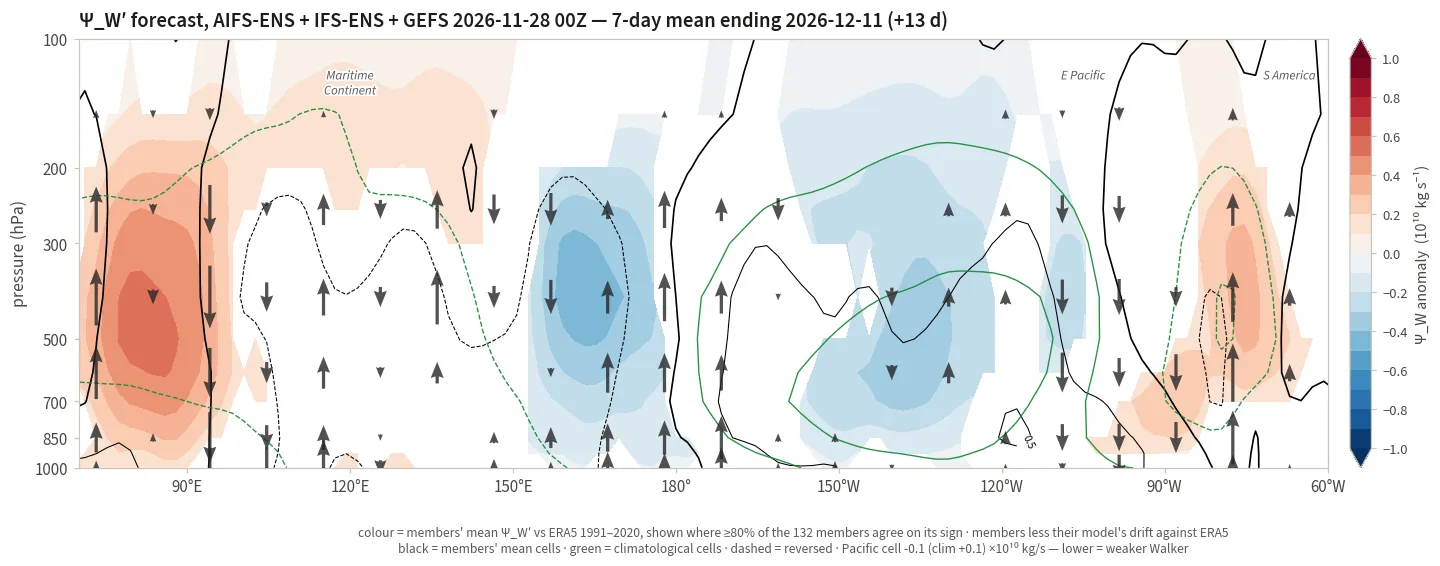 Ψ_W′ forecast, AIFS-ENS + IFS-ENS + GEFS 2026-11-28 00Z — 7-day mean ending 2026-12-11 (+13 d)
100
200
300
400
500
700
850
1000
pressure (hPa)
Maritime
Continent
E Pacific
S America
0.5
90°E
120°E
150°E
180°
150°W
120°W
90°W
60°W
1.0
0.8
0.6
0.4
0.2
0.0
-0.2
-0.4
-0.6
-0.8
-1.0
Ψ_W anomaly (10¹⁰ kg s⁻¹)
colour = members' mean Ψ_W′ vs ERA5 1991–2020, shown where ≥80% of the 132 members agree on its sign · members less their model's drift against ERA5
black = members' mean cells · green = climatological cells · dashed = reversed · Pacific cell -0.1 (clim +0.1) ×10¹⁰ kg/s — lower = weaker Walker